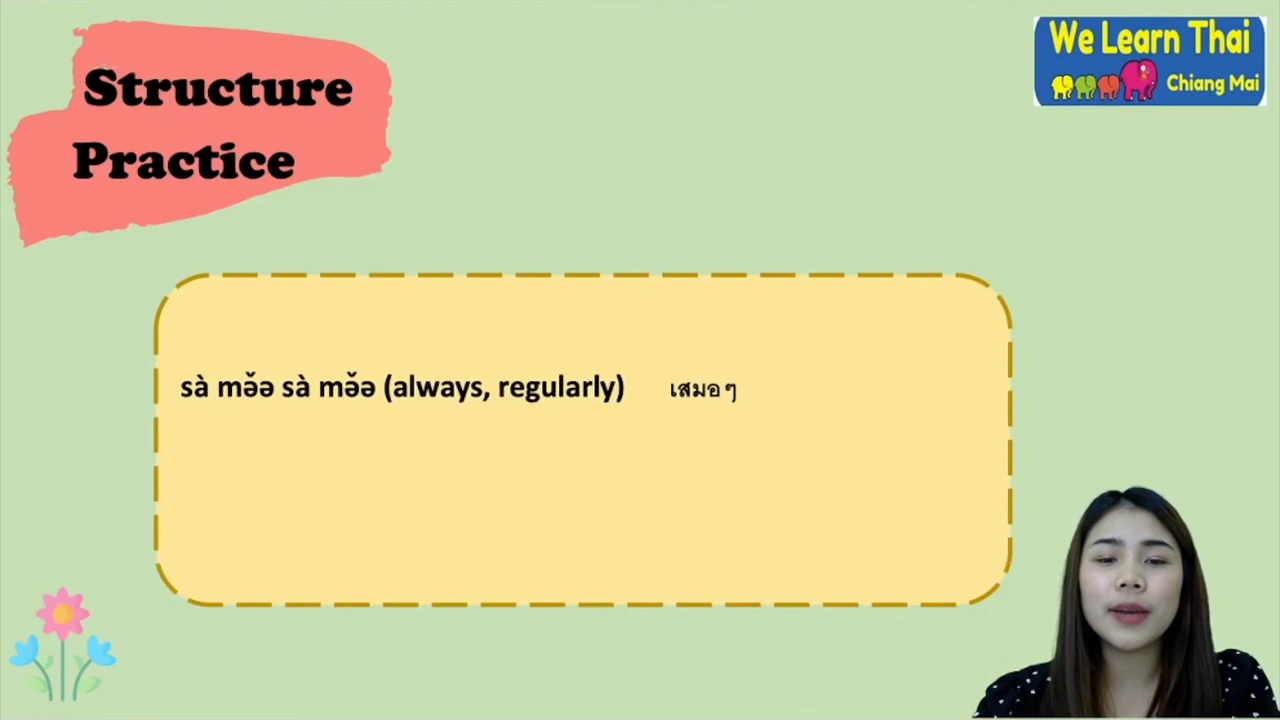 Structure
Practice
We Learn Thai
Chiang Mai
sà mə̌ə sà mə̌ə (always, regularly) เสมอๆ